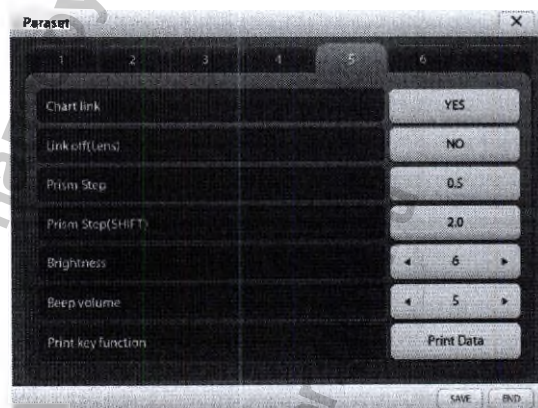 Paraset X
1 2 3 4 5 6
Chart link YES
Link off(Lens) NO
Prism Step 0.5
Prism Step(SHIFT) 2.0
Brightness ◄ 6 ►
Beep volume ◄ 5 ►
Print key function Print Data
SAVE END